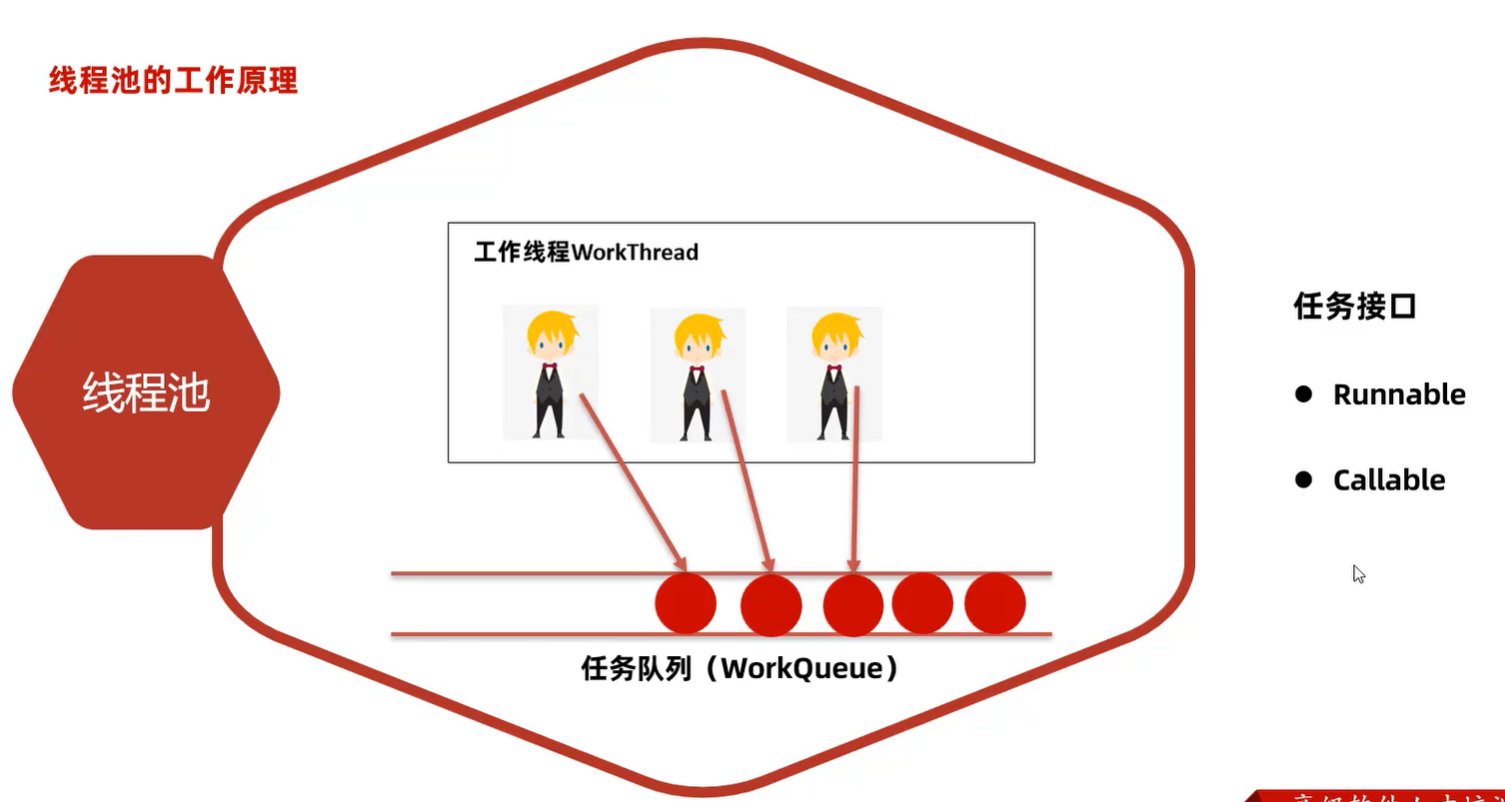 线程池的工作原理
工作线程WorkThread
线程池
任务接口
● Runnable
● Callable
任务队列（WorkQueue）